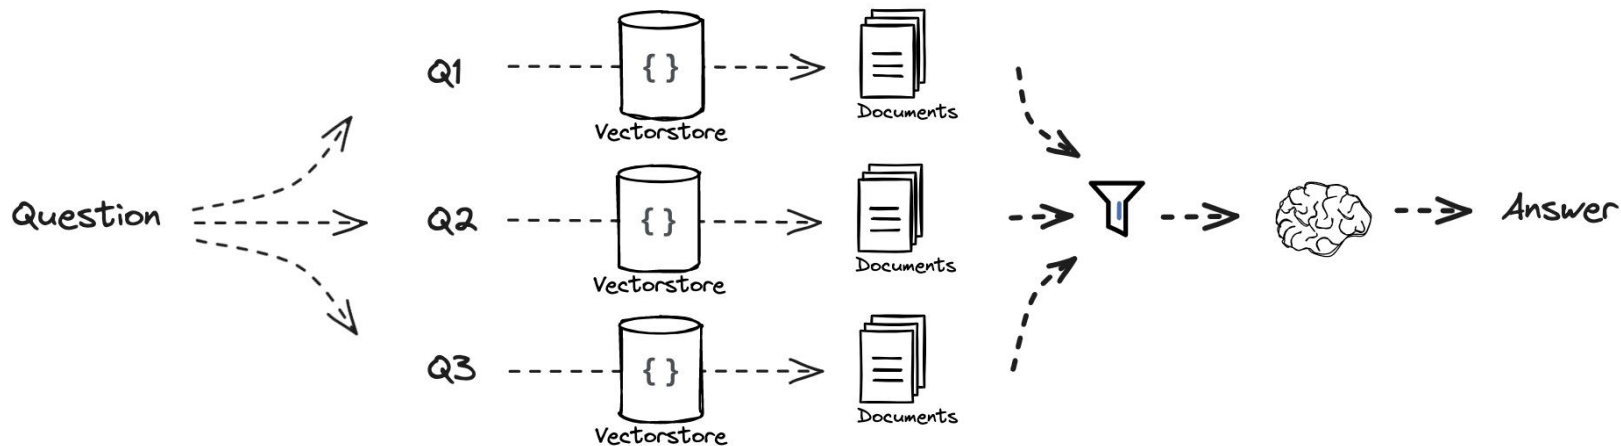 Question
Q1
{ }
Vectorstore
Documents
Q2
{ }
Vectorstore
Documents
Q3
{ }
Vectorstore
Documents
Answer